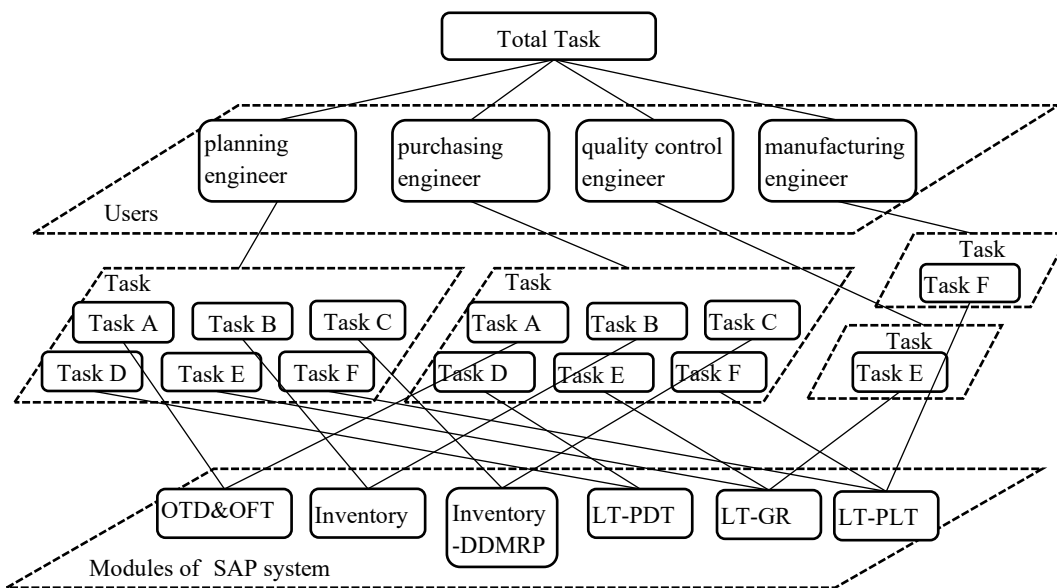 Total Task
planning
engineer
purchasing
engineer
quality control
engineer
manufacturing
engineer
Users
Task
Task A
Task B
Task C
Task D
Task E
Task F
Task
Task A
Task B
Task C
Task D
Task E
Task F
Task
Task F
Task
Task E
OTD&OFT
Inventory
Inventory
-DDMRP
LT-PDT
LT-GR
LT-PLT
Modules of SAP system